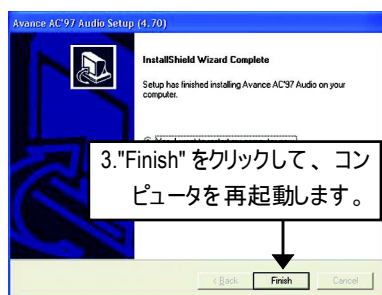 Avance AC'97 Audio Setup (4.70)
InstallShield Wizard Complete
Setup has finished installing Avance AC'97 Audio on your
computer.
3."Finish" をクリックして、コン
ピュータを再起動します。
< Back Finish Cancel